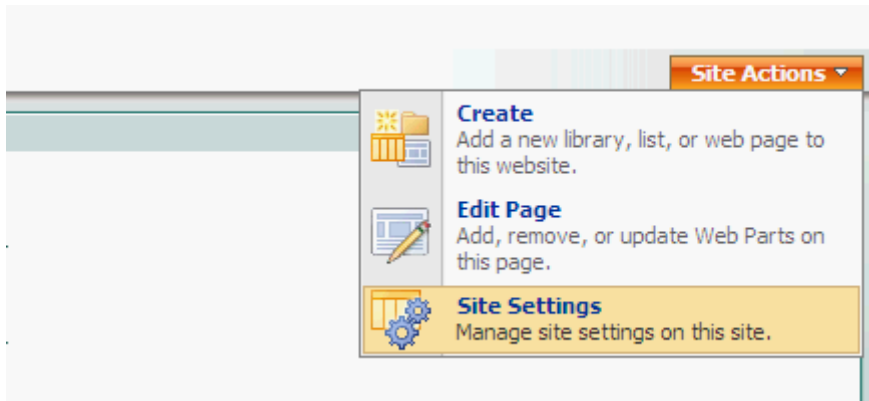 Site Actions
Create
Add a new library, list, or web page to
this website.
Edit Page
Add, remove, or update Web Parts on
this page.
Site Settings
Manage site settings on this site.